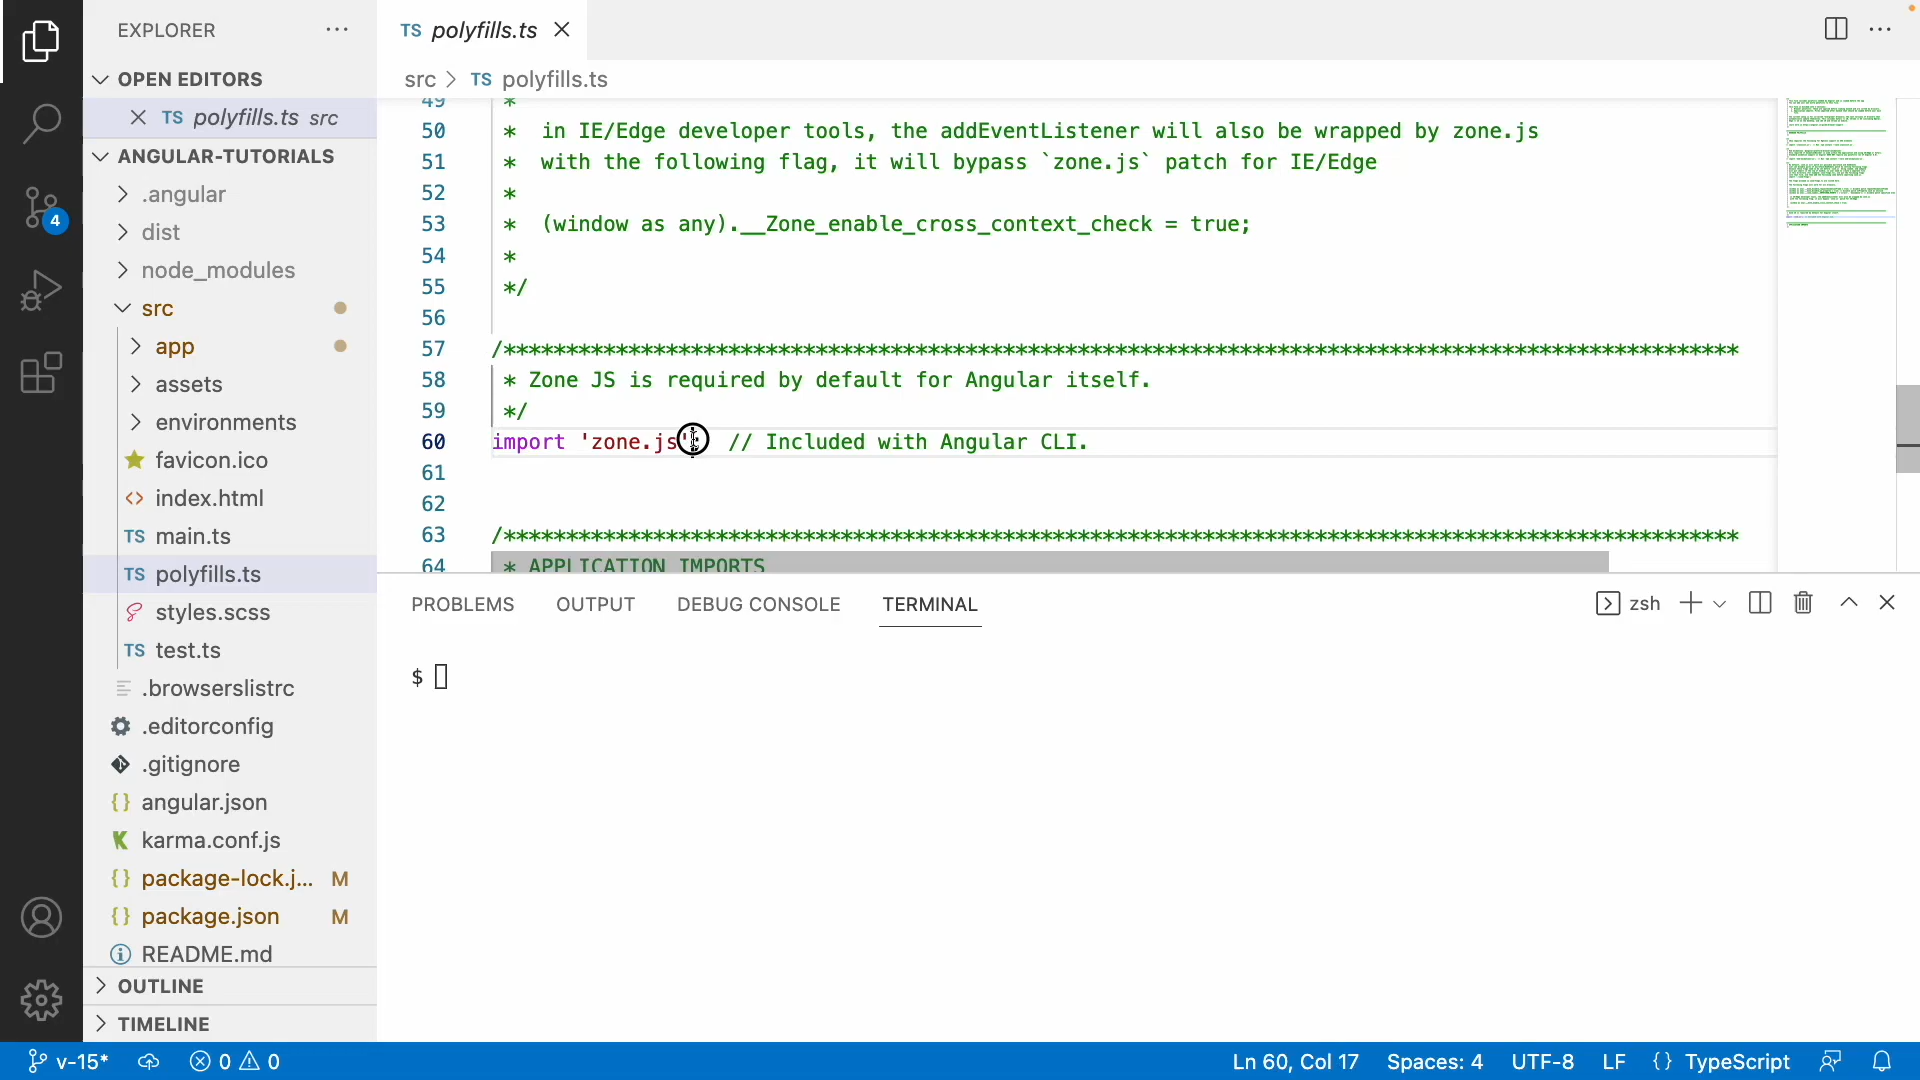 EXPLORER
TS polyfills.ts
OPEN EDITORS
TS polyfills.ts src
ANGULAR-TUTORIALS
4
.angular
dist
node_modules
src
app
assets
environments
favicon.ico
index.html
TS main.ts
TS polyfills.ts
styles.scss
TS test.ts
.browserslistrc
.editorconfig
.gitignore
{} angular.json
karma.conf.js
{} package-lock.j... M
{} package.json M
README.md
OUTLINE
TIMELINE
src > TS polyfills.ts
49 *
50 * in IE/Edge developer tools, the addEventListener will also be wrapped by zone.js
51 * with the following flag, it will bypass `zone.js` patch for IE/Edge
52 *
53 * (window as any).__Zone_enable_cross_context_check = true;
54 *
55 */
56
57 /***************************************************************************************************
58 * Zone JS is required by default for Angular itself.
59 */
60 import 'zone.js'; // Included with Angular CLI.
61
62
63 /***************************************************************************************************
64 * APPLICATION IMPORTS
PROBLEMS OUTPUT DEBUG CONSOLE TERMINAL zsh
$
v-15* 0 0 Ln 60, Col 17 Spaces: 4 UTF-8 LF {} TypeScript